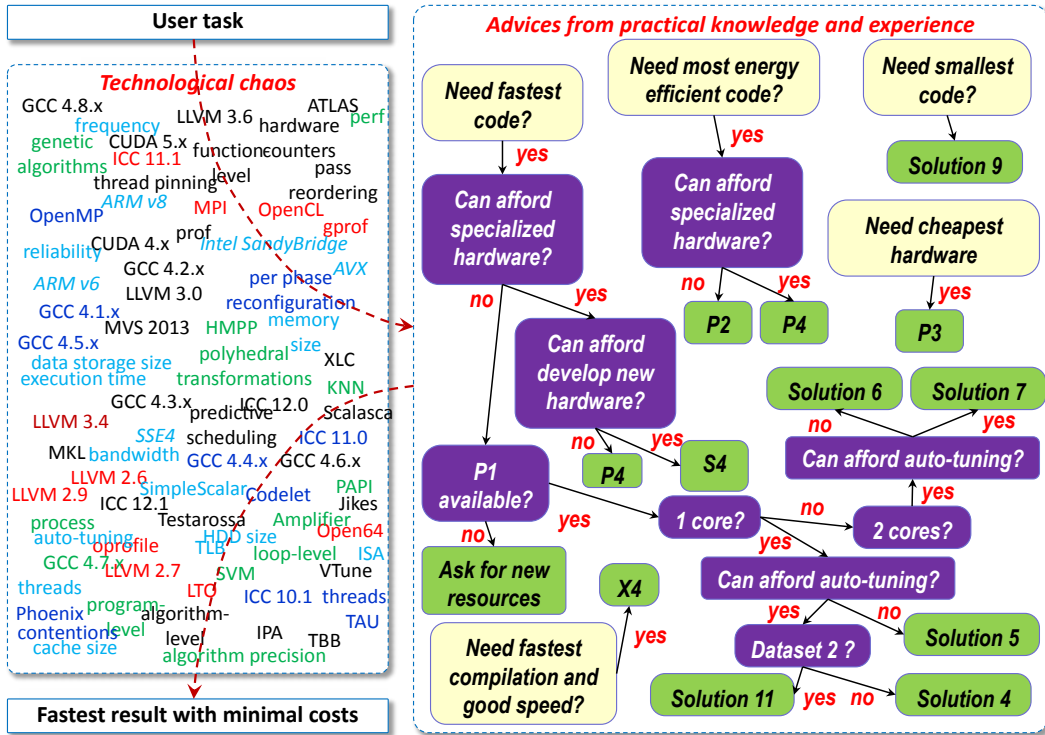 User task
Technological chaos
GCC 4.8.x
LLVM 3.6
ATLAS
perf
frequency
hardware
genetic
CUDA 5.x
function-
counters
algorithms
ICC 11.1
level
pass
thread pinning
reordering
ARM v8
OpenMP
MPI
OpenCL
gprof
prof
reliability
CUDA 4.x
Intel SandyBridge
AVX
GCC 4.2.x
per phase
ARM v6
LLVM 3.0
reconfiguration
GCC 4.1.x
memory
MVS 2013
HMPP
GCC 4.5.x
size
data storage size
polyhedral
XLC
execution time
transformations
KNN
GCC 4.3.x
ICC 12.0
predictive
Scalasca
LLVM 3.4
SSE4
scheduling
ICC 11.0
MKL
bandwidth
GCC 4.4.x
GCC 4.6.x
LLVM 2.6
SimpleScalar
Codelet
PAPI
LLVM 2.9
ICC 12.1
Jikes
process
Testarossa
Amplifier
auto-tuning
HDD size
Open64
oprofile
TLB
loop-level
ISA
GCC 4.7.x
LLVM 2.7
SVM
VTune
threads
LTO
ICC 10.1
threads
program-
level
Phoenix
algorithm-
level
TAU
contentions
IPA
TBB
cache size
algorithm precision
Fastest result with minimal costs
Advices from practical knowledge and experience
Need fastest
code?
Need most energy
efficient code?
Need smallest
code?
yes
yes
Solution 9
Can afford
specialized
hardware?
Can afford
specialized
hardware?
Need cheapest
hardware
no
yes
no
yes
yes
P2
P4
P3
Can afford
develop new
hardware?
Solution 6
Solution 7
no
yes
no
yes
P4
S4
Can afford auto-tuning?
P1
available?
yes
yes
1 core?
no
2 cores?
no
yes
Ask for new
resources
X4
Can afford auto-tuning?
yes
yes
no
Need fastest
compilation and
good speed?
Dataset 2 ?
Solution 5
Solution 11
yes
no
Solution 4